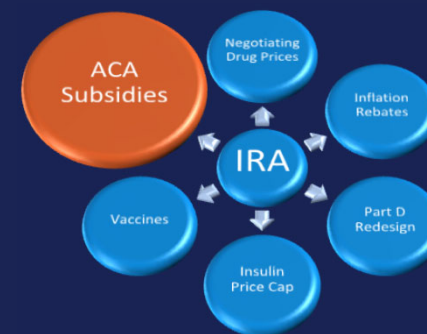 ACA
Subsidies
Negotiating
Drug Prices
Inflation
Rebates
IRA
Vaccines
Part D
Redesign
Insulin
Price Cap